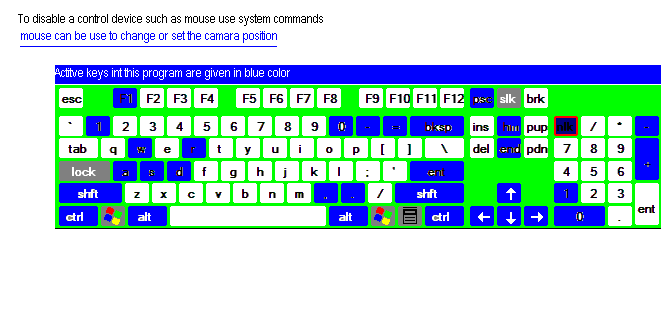 To disable a control device such as mouse use system commands
mouse can be use to change or set the camara position
Actitve keys int this program are given in blue color
esc F1 F2 F3 F4 F5 F6 F7 F8 F9 F10 F11 F12 psc slk brk
` 1 2 3 4 5 6 7 8 9 0 - = bksp ins hm pup nlk / * -
tab q w e r t y u i o p [ ] \ del end pdn 7 8 9 +
lock a s d f g h j k l ; ' ent 4 5 6
shft z x c v b n m , . / shft ↑ 1 2 3 ent
ctrl alt alt ctrl ← ↓ → 0 .